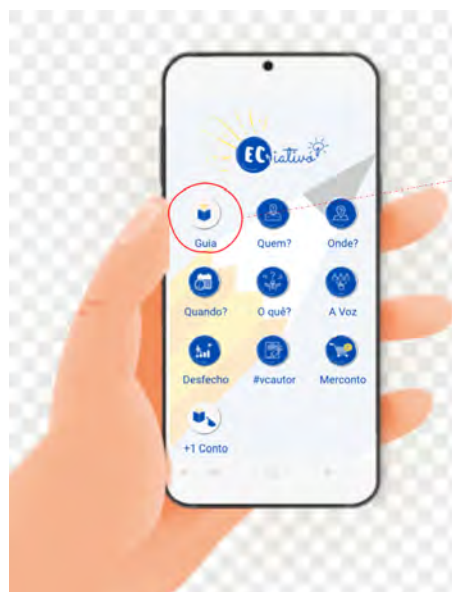 ECriativo
Guia Quem? Onde?
Quando? O quê? A Voz
Desfecho #vcautor Merconto
+1 Conto